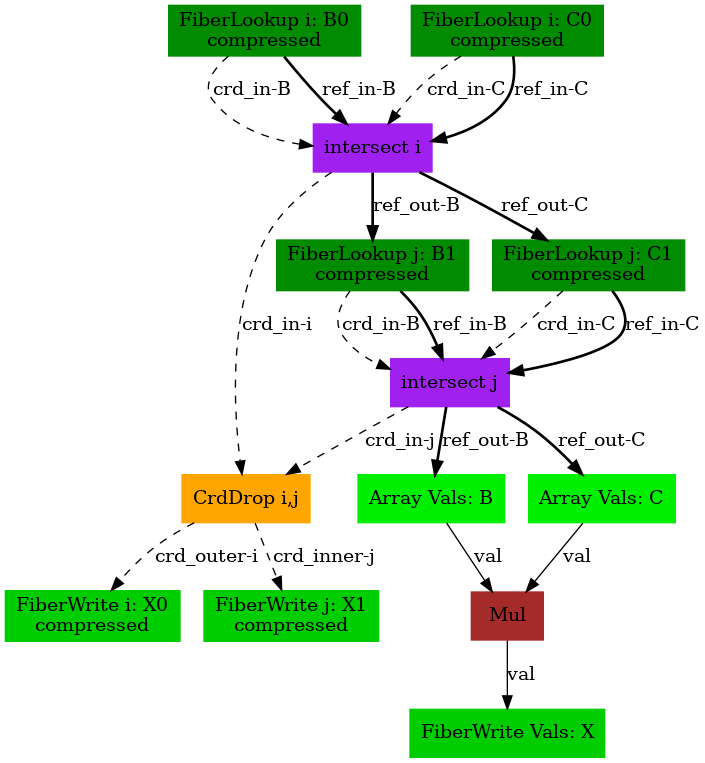 FiberLookup i: B0
compressed
FiberLookup i: C0
compressed
crd_in-B
ref_in-B
crd_in-C
ref_in-C
intersect i
ref_out-B
ref_out-C
FiberLookup j: B1
compressed
FiberLookup j: C1
compressed
crd_in-i
crd_in-B
ref_in-B
crd_in-C
ref_in-C
intersect j
crd_in-j
ref_out-B
ref_out-C
CrdDrop i,j
Array Vals: B
Array Vals: C
crd_outer-i
crd_inner-j
val
val
FiberWrite i: X0
compressed
FiberWrite j: X1
compressed
Mul
val
FiberWrite Vals: X